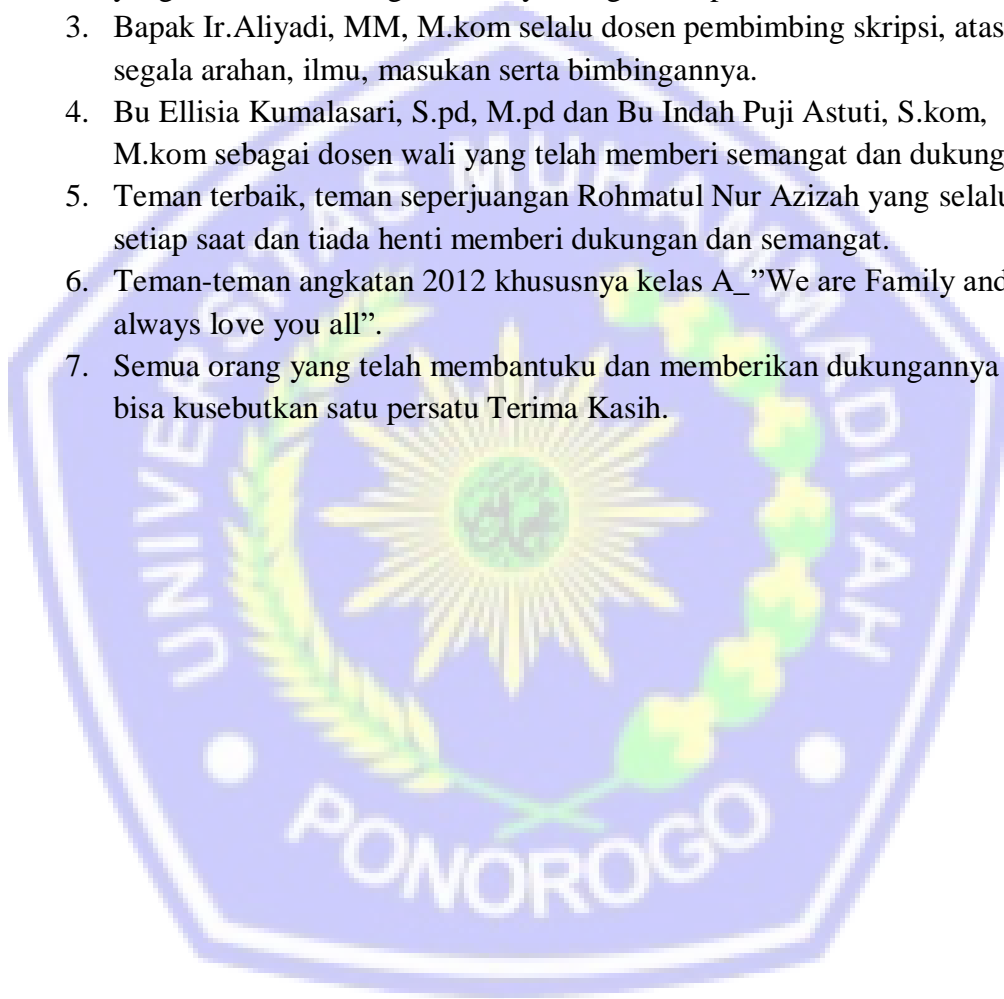 3. Bapak Ir.Aliyadi, MM, M.kom selalu dosen pembimbing skripsi, atas
segala arahan, ilmu, masukan serta bimbingannya.
4. Bu Ellisia Kumalasari, S.pd, M.pd dan Bu Indah Puji Astuti, S.kom,
M.kom sebagai dosen wali yang telah memberi semangat dan dukung
5. Teman terbaik, teman seperjuangan Rohmatul Nur Azizah yang selalu
setiap saat dan tiada henti memberi dukungan dan semangat.
6. Teman-teman angkatan 2012 khususnya kelas A_”We are Family and
always love you all”.
7. Semua orang yang telah membantuku dan memberikan dukungannya
bisa kusebutkan satu persatu Terima Kasih.
UNIVERSITAS MUHAMMADIYAH
PONOROGO